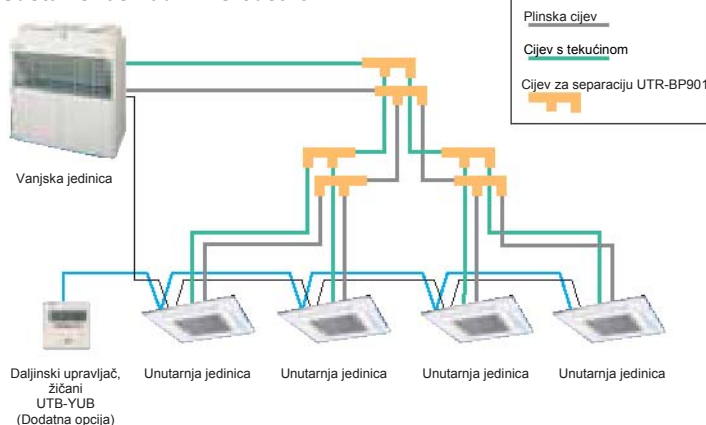 Plinska cijev
Cijev s tekućinom
Cijev za separaciju UTR-BP901
Vanjska jedinica
Daljinski upravljač,
žičani
UTB-YUB
(Dodatna opcija)
Unutarnja jedinica
Unutarnja jedinica
Unutarnja jedinica
Unutarnja jedinica